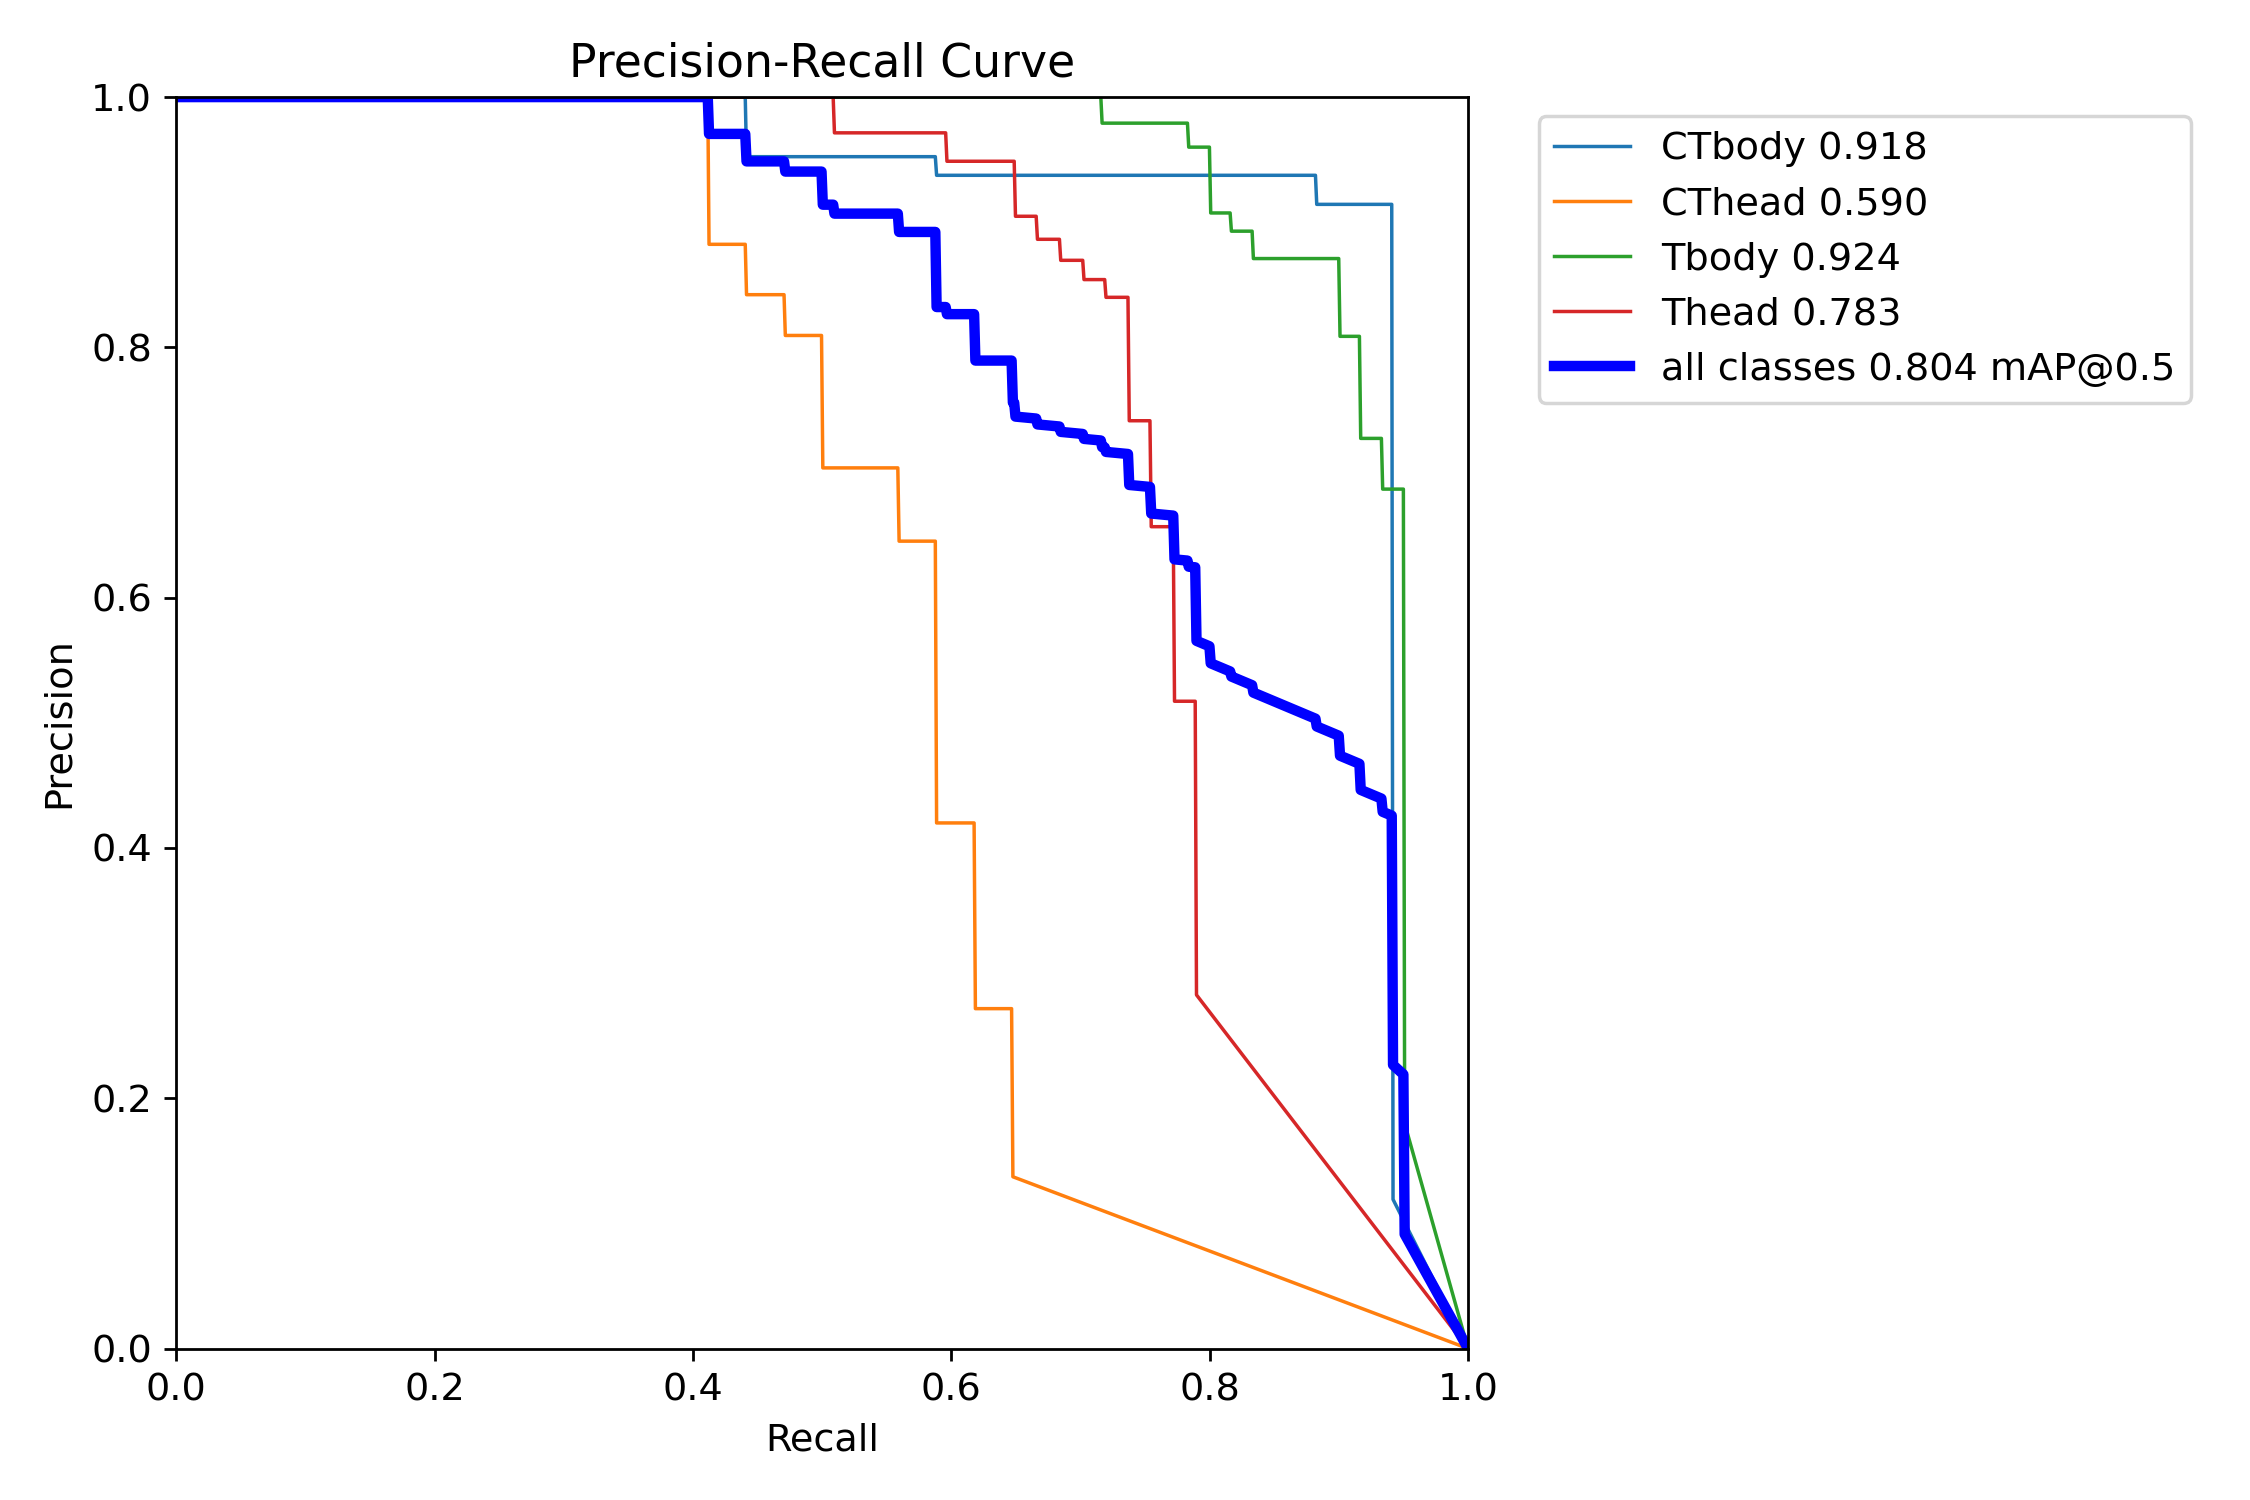 Precision-Recall Curve
1.0
0.8
0.6
0.4
0.2
0.0
Precision
0.0 0.2 0.4 0.6 0.8 1.0
Recall
CTbody 0.918
CThead 0.590
Tbody 0.924
Thead 0.783
all classes 0.804 mAP@0.5